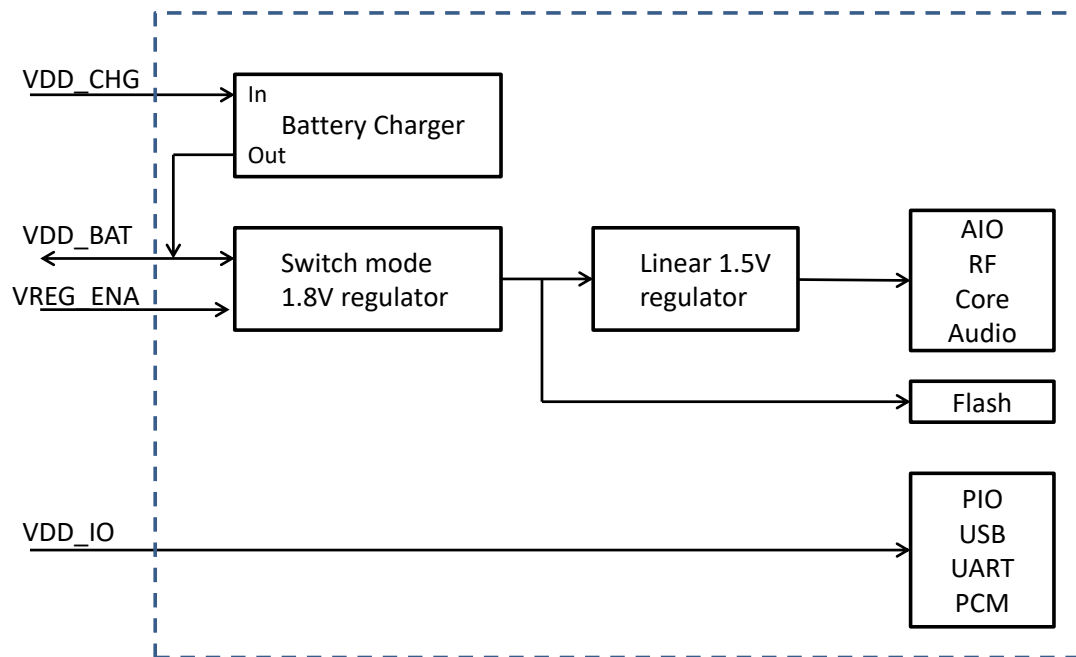 VDD_CHG
In
Battery Charger
Out
VDD_BAT
VREG_ENA
Switch mode
1.8V regulator
Linear 1.5V
regulator
AIO
RF
Core
Audio
Flash
VDD_IO
PIO
USB
UART
PCM